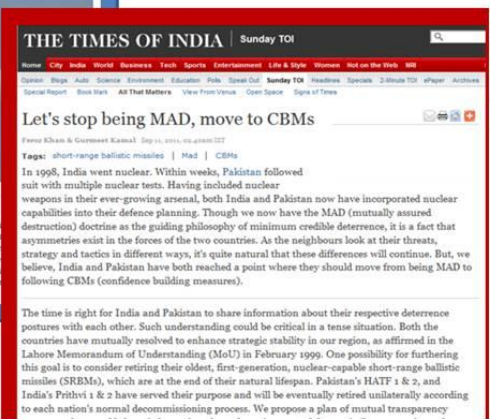 THE TIMES OF INDIA | Sunday TOI
Home City India World Business Tech Sports Entertainment Life & Style Women Hot on the Web NRI
Opinion Blogs Auto Science Environment Education Polls Speak Out Sunday TOI Headlines Specials 2-Minute TOI ePaper Archives
Special Report Book Mark All That Matters View From Venus Open Space Signs of Times
Let's stop being MAD, move to CBMs
Feroz Khan & Gurmeet Kanwal Sep 11, 2011, 02.40am IST
Tags: short-range ballistic missiles | Mad | CBMs
In 1998, India went nuclear. Within weeks, Pakistan followed
suit with multiple nuclear tests. Having included nuclear
weapons in their ever-growing arsenal, both India and Pakistan now have incorporated nuclear
capabilities into their defence planning. Though we now have the MAD (mutually assured
destruction) doctrine as the guiding philosophy of minimum credible deterrence, it is a fact that
asymmetries exist in the forces of the two countries. As the neighbours look at their threats,
strategy and tactics in different ways, it's quite natural that these differences will continue. But, we
believe, India and Pakistan have both reached a point where they should move from being MAD to
following CBMs (confidence building measures).
The time is right for India and Pakistan to share information about their respective deterrence
postures with each other. Such understanding could be critical in a tense situation. Both the
countries have mutually resolved to enhance strategic stability in our region, as affirmed in the
Lahore Memorandum of Understanding (MoU) in February 1999. One possibility for furthering
this goal is to consider retiring their oldest, first-generation, nuclear-capable short-range ballistic
missiles (SRBMs), which are at the end of their natural lifespan. Pakistan's HATF 1 & 2, and
India's Prithvi 1 & 2 have served their purpose and will be eventually retired unilaterally according
to each nation's normal decommissioning process. We propose a plan of mutual transparency